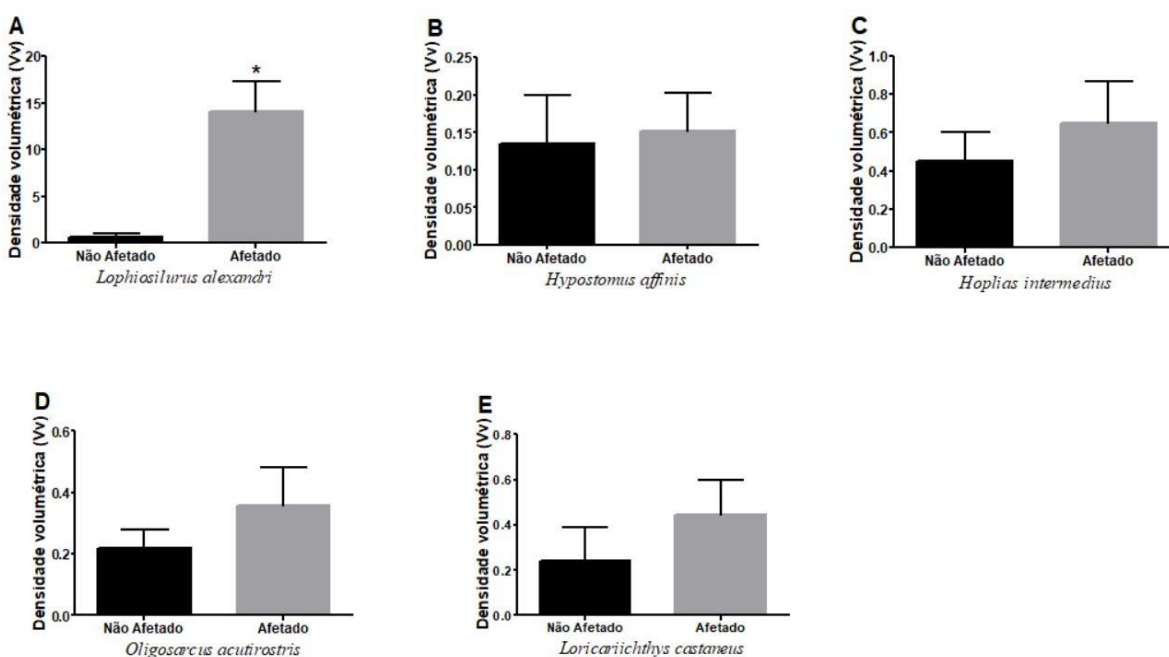 A
Densidade volumétrica (Vv)
20
15
10
5
0
*
Não Afetado
Afetado
Lophiosilurus alexandri
B
Densidade volumétrica (Vv)
0.25
0.20
0.15
0.10
0.05
0.00
Não Afetado
Afetado
Hypostomus affinis
C
Densidade volumétrica (Vv)
1.0
0.8
0.6
0.4
0.2
0.0
Não Afetado
Afetado
Hoplias intermedius
D
Densidade volumétrica (Vv)
0.6
0.4
0.2
0.0
Não Afetado
Afetado
Oligosarcus acutirostris
E
Densidade volumétrica (Vv)
0.8
0.6
0.4
0.2
0.0
Não Afetado
Afetado
Loricariichthys castaneus